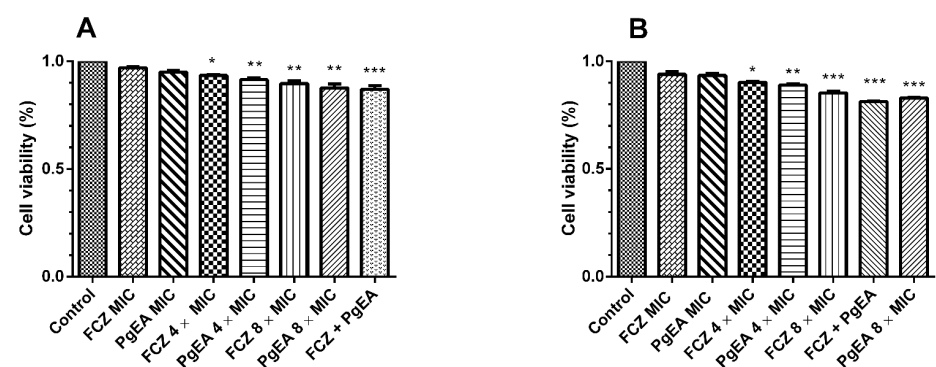 A
Cell viability (%)
1.0
0.5
0.0
*
**
**
**
***
Control
FCZ MIC
PgEA MIC
FCZ 4 × MIC
PgEA 4 × MIC
FCZ 8 × MIC
PgEA 8 × MIC
FCZ + PgEA
B
Cell viability (%)
1.0
0.5
0.0
*
**
***
***
***
Control
FCZ MIC
PgEA MIC
FCZ 4 × MIC
PgEA 4 × MIC
FCZ 8 × MIC
FCZ + PgEA
PgEA 8 × MIC